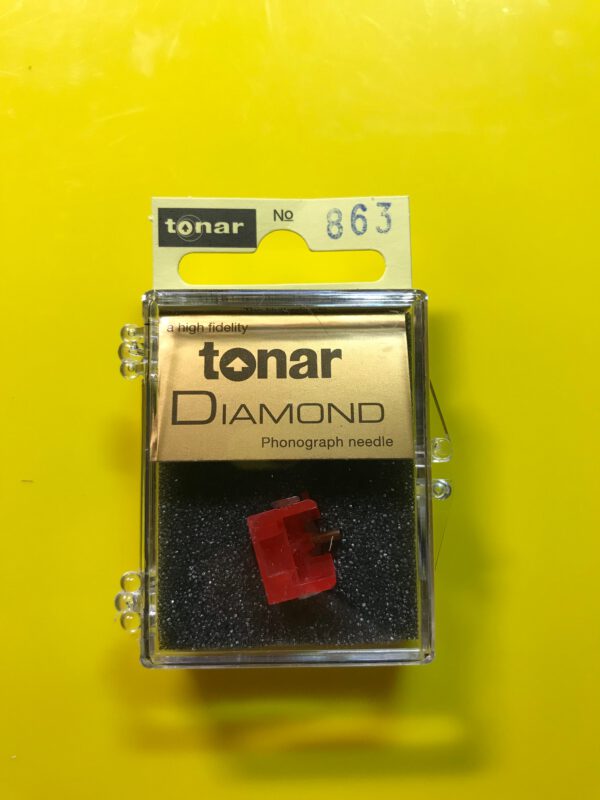 tonar
No 863
a high fidelity
tonar
DIAMOND
Phonograph needle